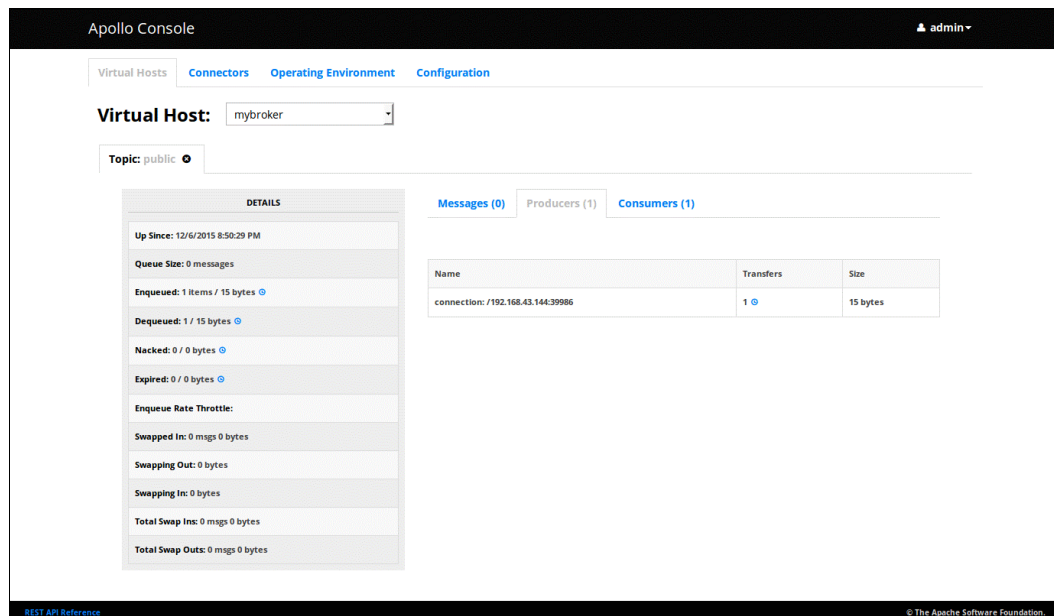 Apollo Console
admin
Virtual Hosts Connectors Operating Environment Configuration
Virtual Host: mybroker
Topic: public
DETAILS
Up Since: 12/6/2015 8:50:29 PM
Queue Size: 0 messages
Enqueued: 1 items / 15 bytes
Dequeued: 1 / 15 bytes
Nacked: 0 / 0 bytes
Expired: 0 / 0 bytes
Enqueue Rate Throttle:
Swapped In: 0 msgs 0 bytes
Swapping Out: 0 bytes
Swapping In: 0 bytes
Total Swap Ins: 0 msgs 0 bytes
Total Swap Outs: 0 msgs 0 bytes
Messages (0) Producers (1) Consumers (1)
Name Transfers Size
connection: /192.168.43.144:39986 1 15 bytes
REST API Reference
© The Apache Software Foundation.